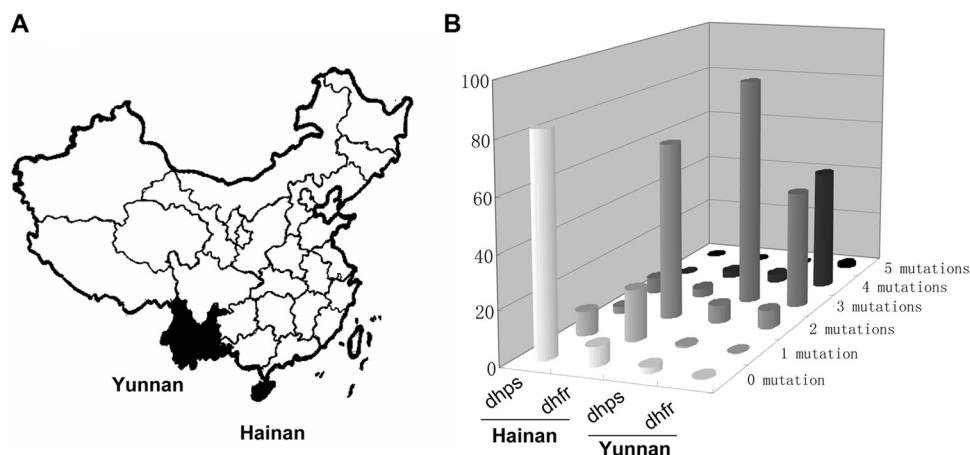 A
Yunnan
Hainan
B
100
80
60
40
20
0
dhps
dhfr
dhps
dhfr
Hainan
Yunnan
5 mutations
4 mutations
3 mutations
2 mutations
1 mutation
0 mutation